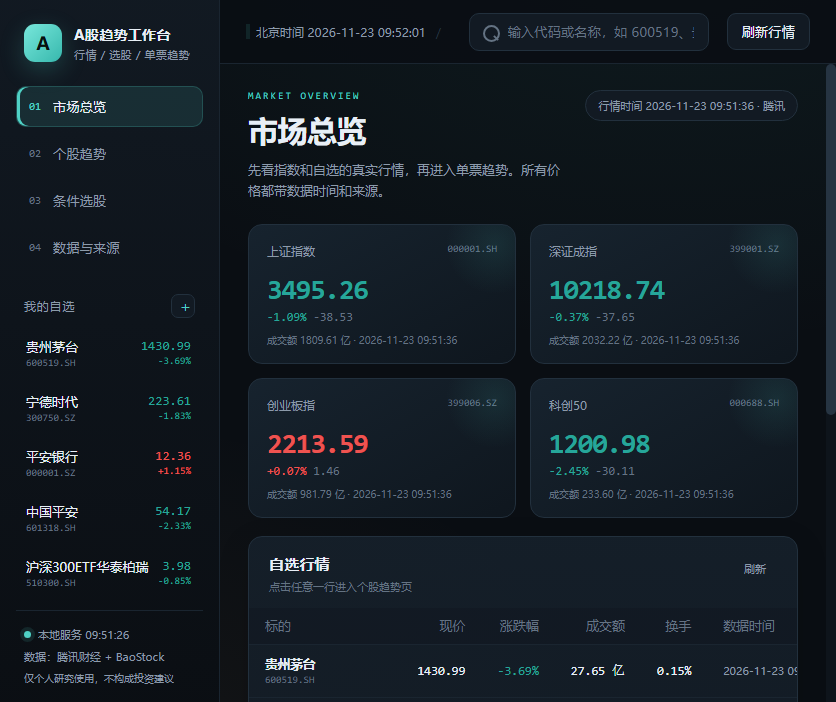 A
A股趋势工作台
行情 / 选股 / 单票趋势
01 市场总览
02 个股趋势
03 条件选股
04 数据与来源
我的自选 +
贵州茅台 1430.99
600519.SH -3.69%
宁德时代 223.61
300750.SZ -1.83%
平安银行 12.36
000001.SZ +1.15%
中国平安 54.17
601318.SH -2.33%
沪深300ETF华泰柏瑞 3.98
510300.SH -0.85%
本地服务 09:51:26
数据：腾讯财经 + BaoStock
仅个人研究使用，不构成投资建议
北京时间 2026-11-23 09:52:01 /
输入代码或名称，如 600519、
刷新行情
MARKET OVERVIEW
市场总览
行情时间 2026-11-23 09:51:36 · 腾讯
先看指数和自选的真实行情，再进入单票趋势。所有价
格都带数据时间和来源。
上证指数 000001.SH
3495.26
-1.09% -38.53
成交额 1809.61 亿 · 2026-11-23 09:51:36
深证成指 399001.SZ
10218.74
-0.37% -37.65
成交额 2032.22 亿 · 2026-11-23 09:51:36
创业板指 399006.SZ
2213.59
+0.07% 1.46
成交额 981.79 亿 · 2026-11-23 09:51:36
科创50 000688.SH
1200.98
-2.45% -30.11
成交额 233.60 亿 · 2026-11-23 09:51:36
自选行情
点击任意一行进入个股趋势页
刷新
标的 现价 涨跌幅 成交额 换手 数据时间
贵州茅台 1430.99 -3.69% 27.65 亿 0.15% 2026-11-23 09
600519.SH